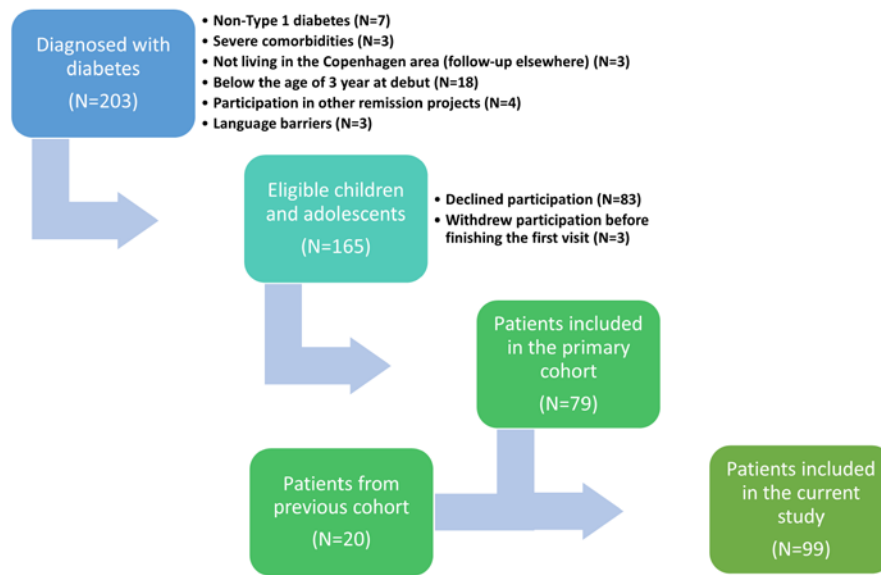 Diagnosed with
diabetes
(N=203)
• Non-Type 1 diabetes (N=7)
• Severe comorbidities (N=3)
• Not living in the Copenhagen area (follow-up elsewhere) (N=3)
• Below the age of 3 year at debut (N=18)
• Participation in other remission projects (N=4)
• Language barriers (N=3)
Eligible children
and adolescents
(N=165)
• Declined participation (N=83)
• Withdrew participation before
finishing the first visit (N=3)
Patients included
in the primary
cohort
(N=79)
Patients from
previous cohort
(N=20)
Patients included
in the current
study
(N=99)